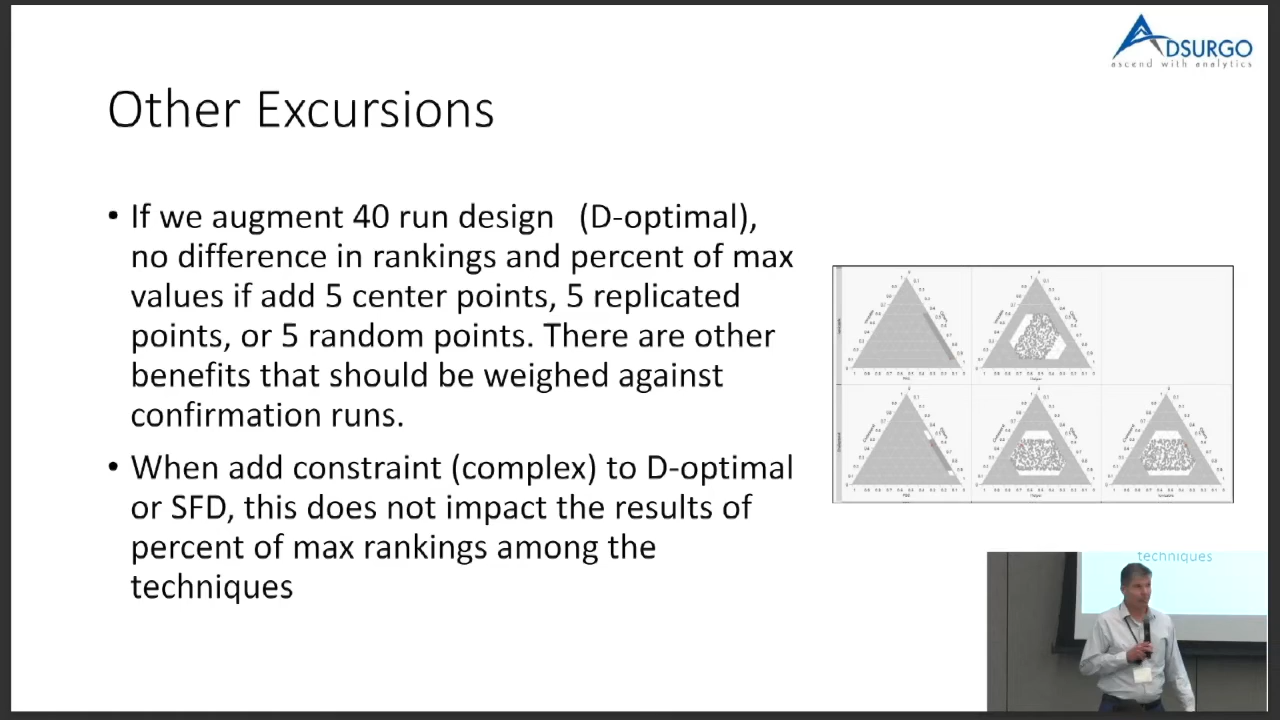 ADSURGO
ascend with analytics
Other Excursions
• If we augment 40 run design (D-optimal),
no difference in rankings and percent of max
values if add 5 center points, 5 replicated
points, or 5 random points. There are other
benefits that should be weighed against
confirmation runs.
• When add constraint (complex) to D-optimal
or SFD, this does not impact the results of
percent of max rankings among the
techniques
techniques